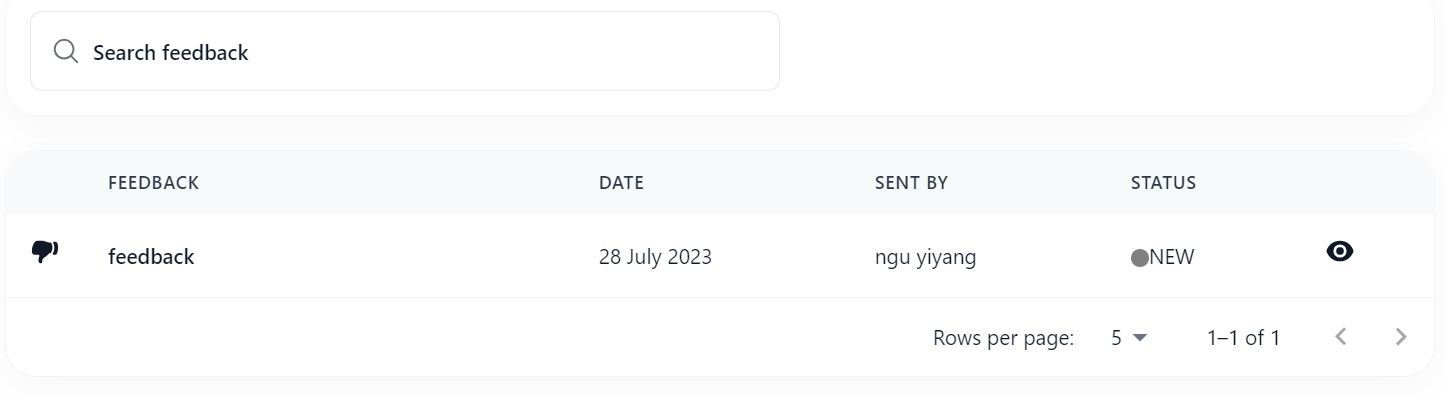 Search feedback
FEEDBACK DATE SENT BY STATUS
feedback 28 July 2023 ngu yiyang NEW
Rows per page: 5 1–1 of 1